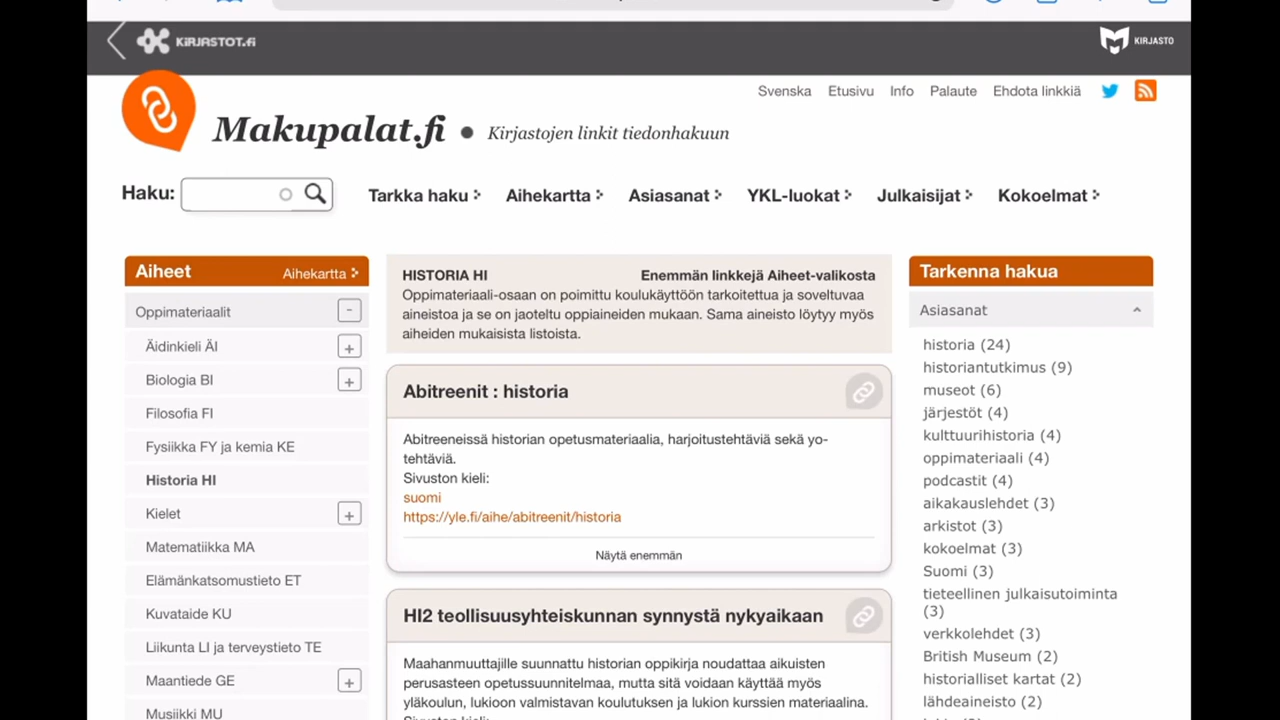 KIRJASTOT.fi
KIRJASTO
Svenska Etusivu Info Palaute Ehdota linkkiä
Makupalat.fi • Kirjastojen linkit tiedonhakuun
Haku:
Tarkka haku Aihekartta Asiasanat YKL-luokat Julkaisijat Kokoelmat
Aiheet Aihekartta
Oppimateriaalit -
Äidinkieli ÄI +
Biologia BI +
Filosofia FI
Fysiikka FY ja kemia KE
Historia HI
Kielet +
Matematiikka MA
Elämänkatsomustieto ET
Kuvataide KU
Liikunta LI ja terveystieto TE
Maantiede GE +
Musiikki MU
HISTORIA HI Enemmän linkkejä Aiheet-valikosta
Oppimateriaali-osaan on poimittu koulukäyttöön tarkoitettua ja soveltuvaa
aineistoa ja se on jaoteltu oppiaineiden mukaan. Sama aineisto löytyy myös
aiheiden mukaisista listoista.
Abitreenit : historia
Abitreeneissä historian opetusmateriaalia, harjoitustehtäviä sekä yo-
tehtäviä.
Sivuston kieli:
suomi
https://yle.fi/aihe/abitreenit/historia
Näytä enemmän
HI2 teollisuusyhteiskunnan synnystä nykyaikaan
Maahanmuuttajille suunnattu historian oppikirja noudattaa aikuisten
perusasteen opetussuunnitelmaa, mutta sitä voidaan käyttää myös
yläkoulun, lukioon valmistavan koulutuksen ja lukion kurssien materiaalina.
Sivuston kieli:
Tarkenna hakua
Asiasanat
historia (24)
historiantutkimus (9)
museot (6)
järjestöt (4)
kulttuurihistoria (4)
oppimateriaali (4)
podcastit (4)
aikakauslehdet (3)
arkistot (3)
kokoelmat (3)
Suomi (3)
tieteellinen julkaisutoiminta
(3)
verkkolehdet (3)
British Museum (2)
historialliset kartat (2)
lähdeaineisto (2)